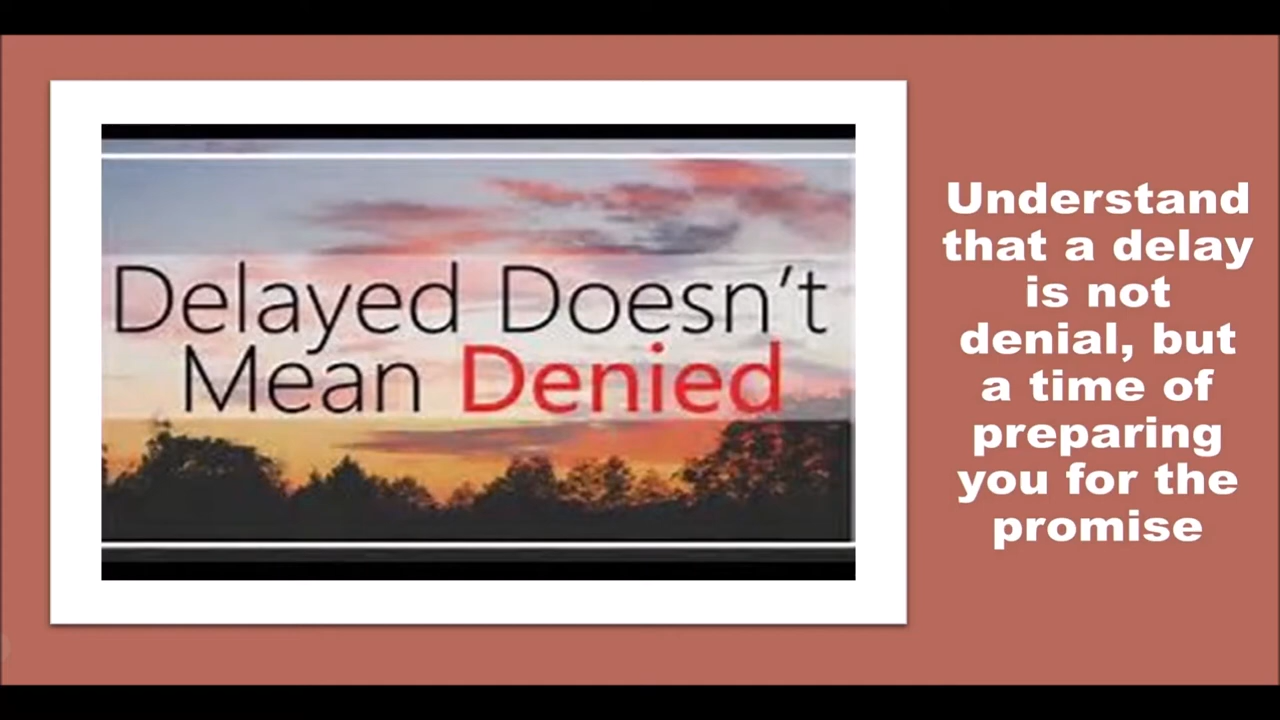 Delayed Doesn't
Mean Denied
Understand
that a delay
is not
denial, but
a time of
preparing
you for the
promise